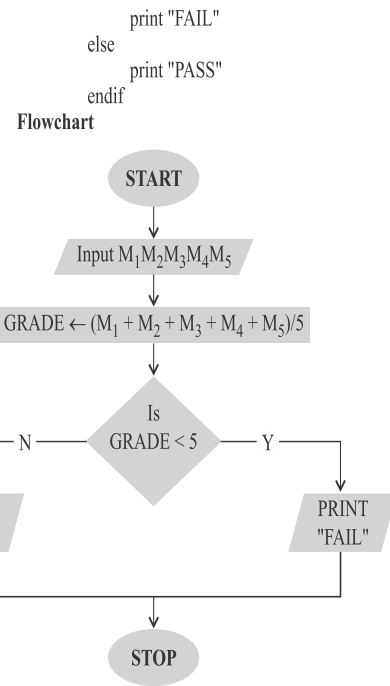 print "FAIL"
else
print "PASS"
endif
Flowchart
START
Input M₁M₂M₃M₄M₅
GRADE ← (M₁ + M₂ + M₃ + M₄ + M₅)/5
Is
GRADE < 5
N
Y
PRINT
"FAIL"
STOP